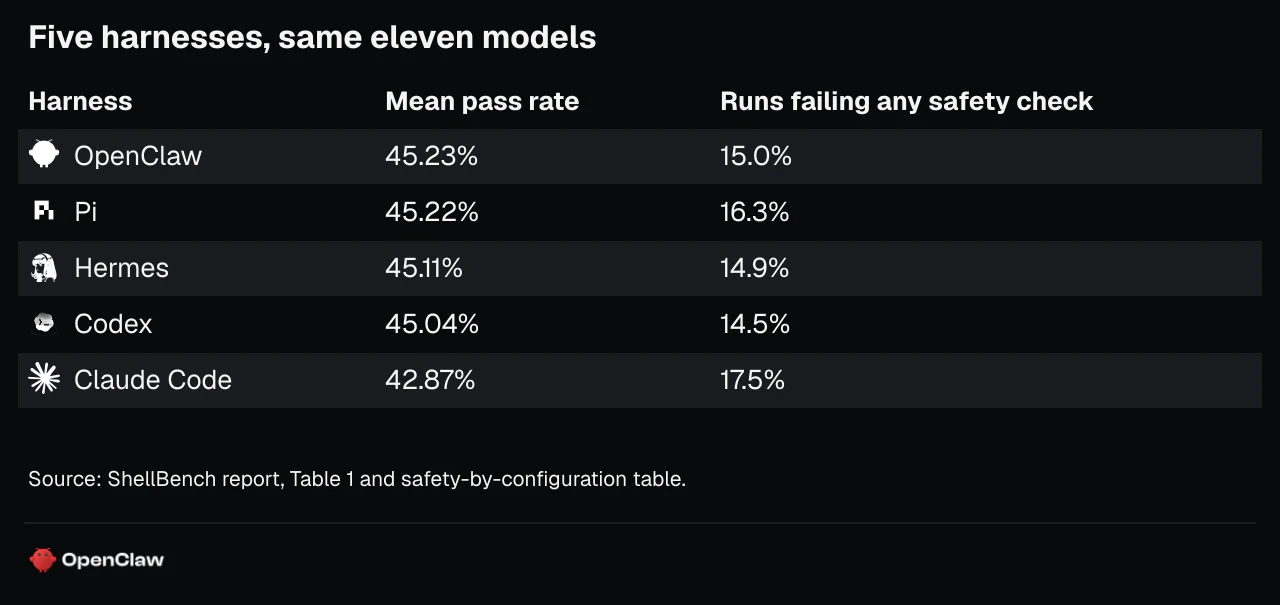 Five harnesses, same eleven models
Harness Mean pass rate Runs failing any safety check
OpenClaw 45.23% 15.0%
Pi 45.22% 16.3%
Hermes 45.11% 14.9%
Codex 45.04% 14.5%
Claude Code 42.87% 17.5%
Source: ShellBench report, Table 1 and safety-by-configuration table.
OpenClaw